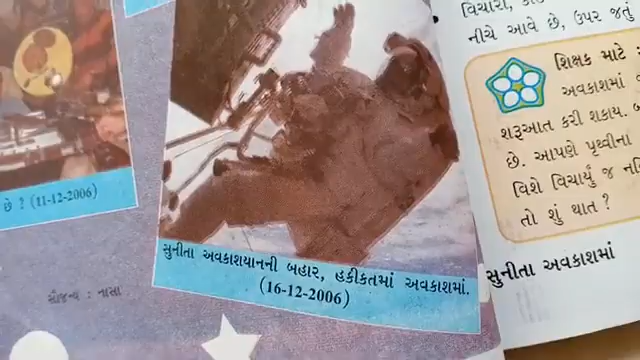 છે ? (11-12-2006)
સુનીતા અવકાશયાનની બહાર, હકીકતમાં અવકાશમાં.
(16-12-2006)
સૌજન્ય : નાસા
વિચારો,
નીચે આવે છે, ઉપર જતું
શિક્ષક માટે
અવકાશમાં
શરૂઆત કરી શકાય.
છે. આપણે પૃથ્વીના
વિશે વિચાર્યું જ
તો શું થાત ?
સુનીતા અવકાશમાં